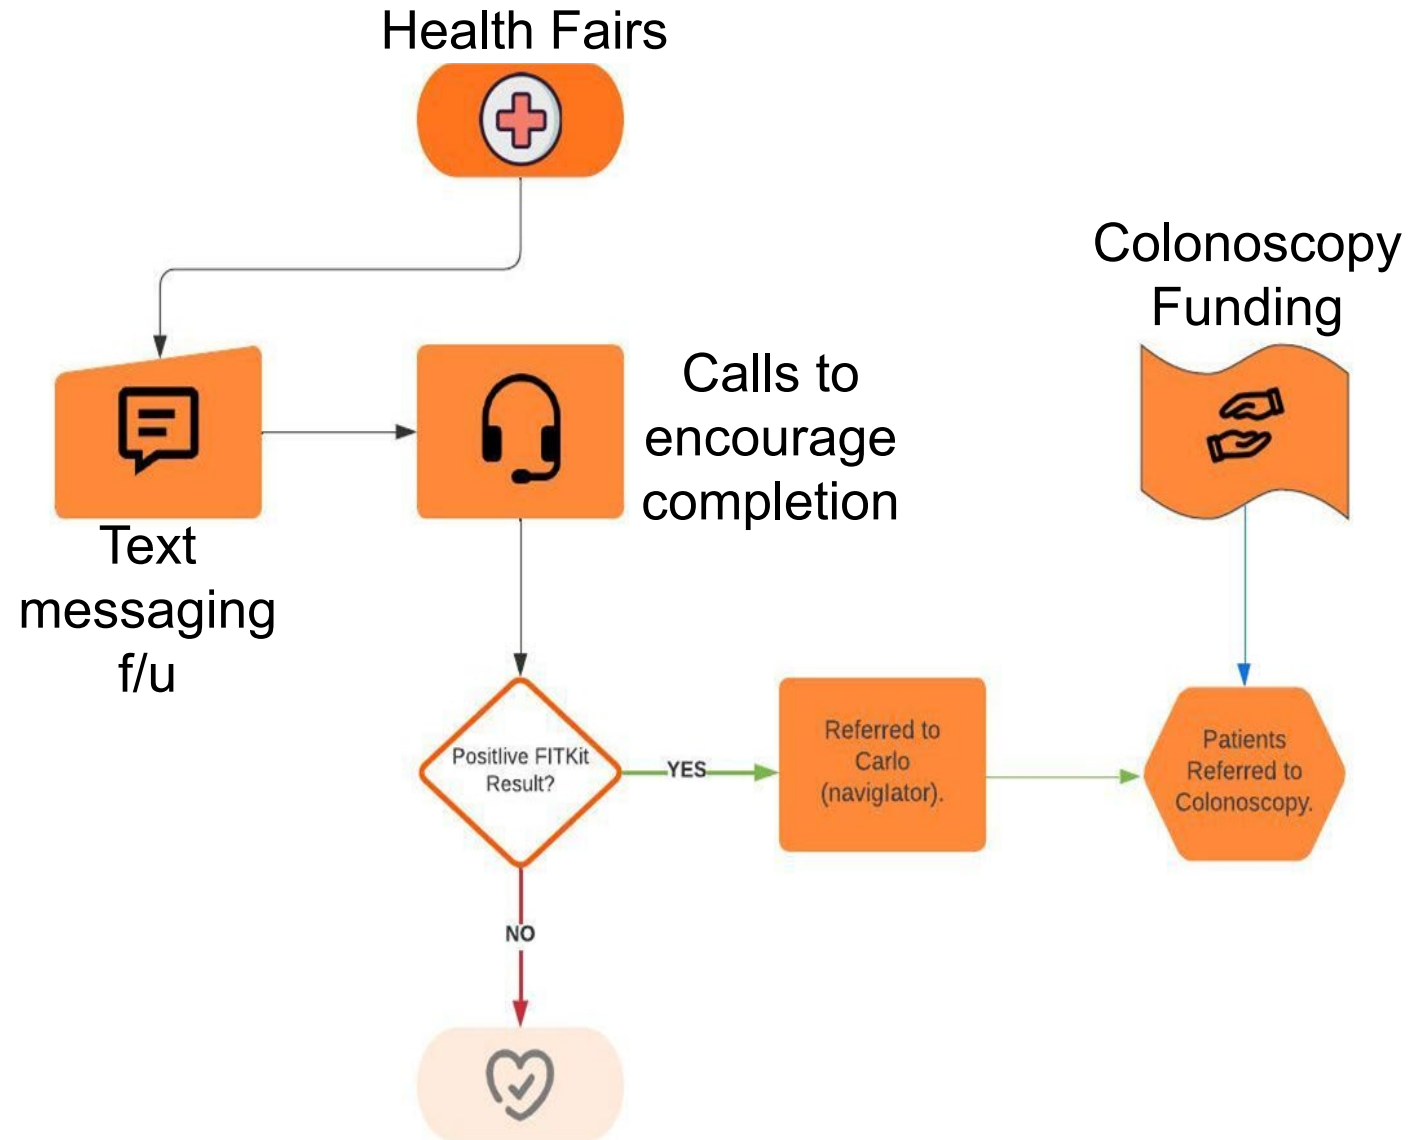 Health Fairs
Colonoscopy
Funding
Calls to
encourage
completion
Text
messaging
f/u
Positlive FITKit
Result?
YES
Referred to
Carlo
(naviglator).
Patients
Referred to
Colonoscopy.
NO